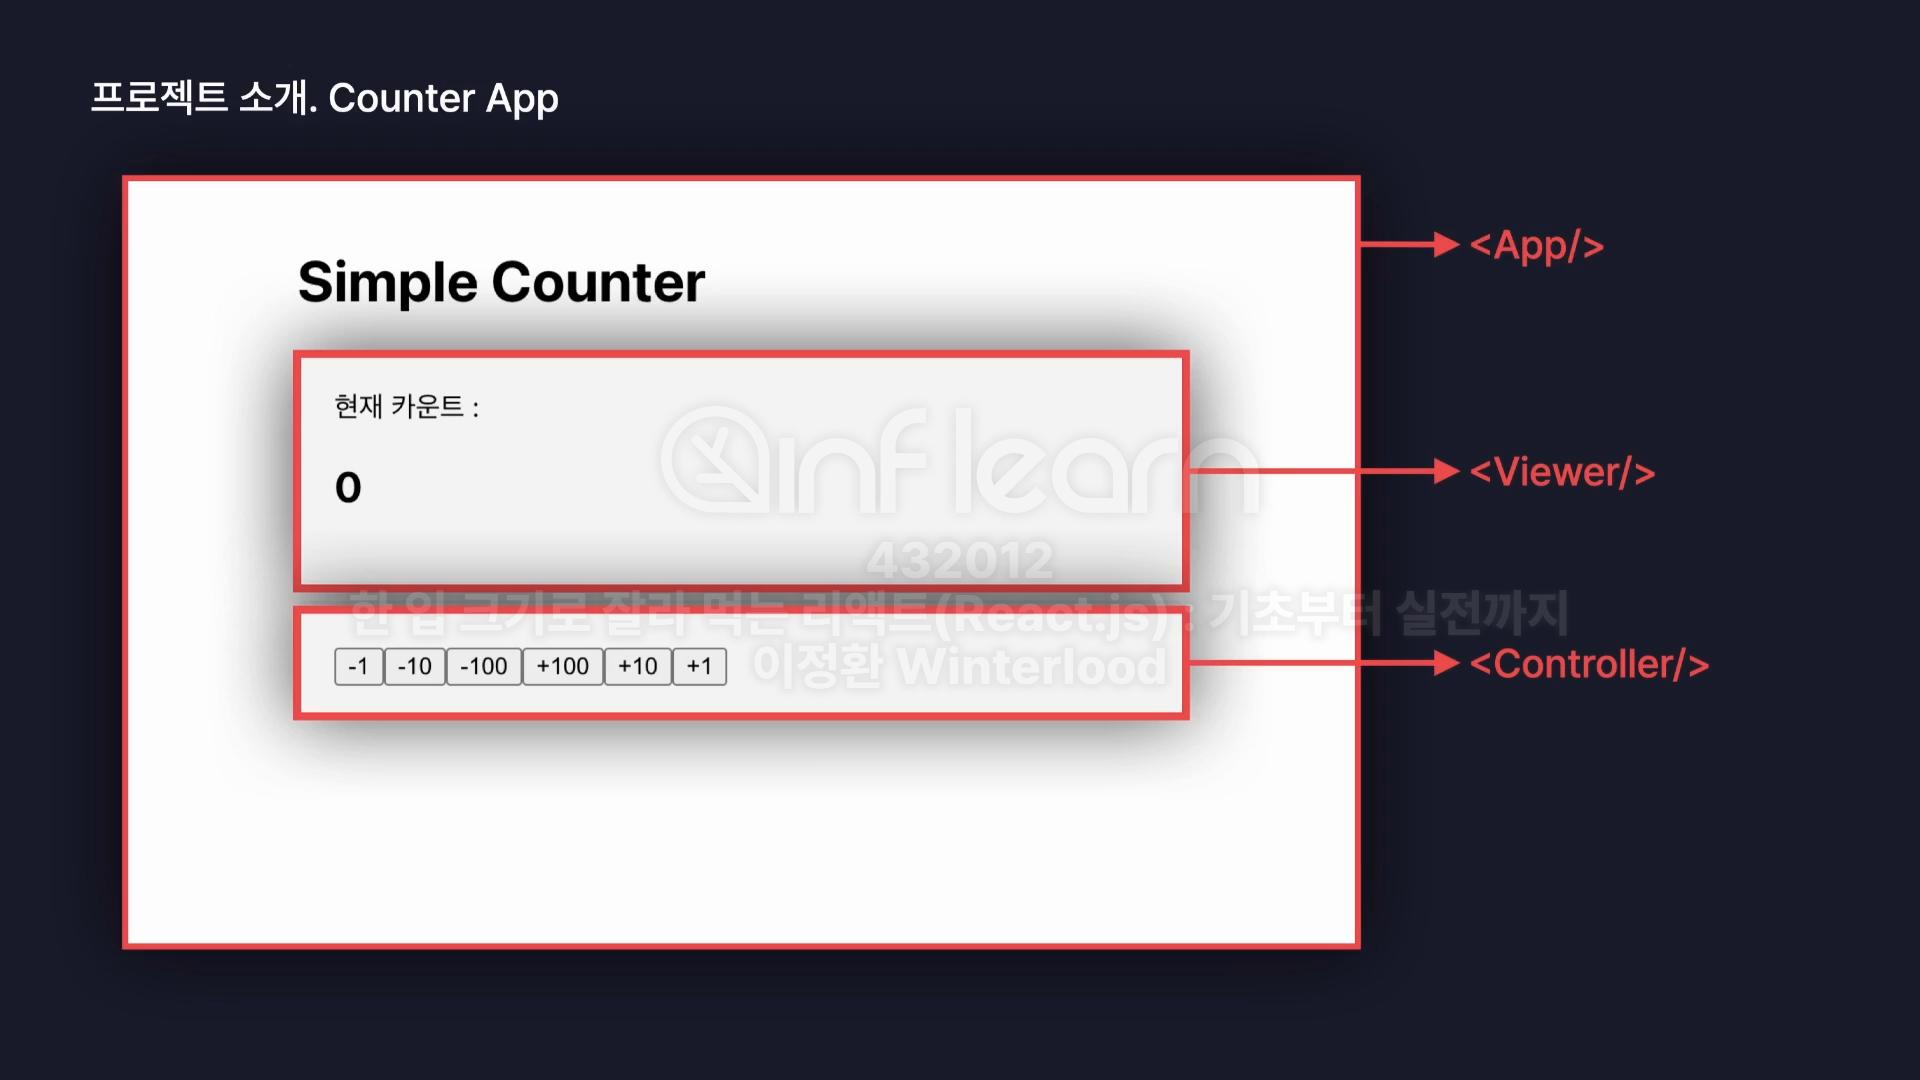 프로젝트 소개. Counter App
Simple Counter
<App/>
현재 카운트 :
0
<Viewer/>
inflearn
432012
한 입 크기로 잘라 먹는 리액트(React.js) : 기초부터 실전까지
이정환 Winterlood
-1 -10 -100 +100 +10 +1
<Controller/>